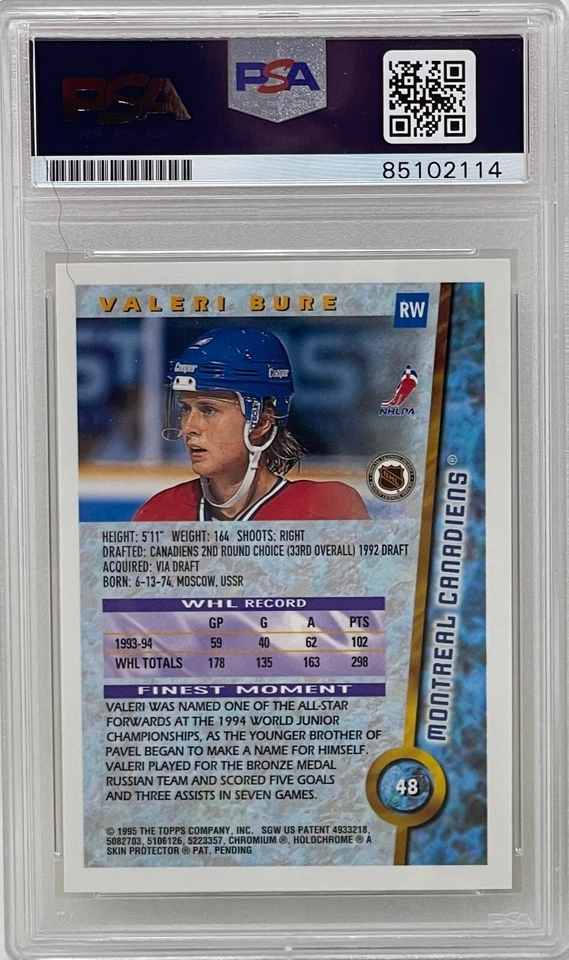 PSA
PSA
85102114
VALERI BURE
RW
Cooper
Cooper
NHLPA
NHL
HEIGHT: 5'11" WEIGHT: 164 SHOOTS: RIGHT
DRAFTED: CANADIENS 2ND ROUND CHOICE (33RD OVERALL) 1992 DRAFT
ACQUIRED: VIA DRAFT
BORN: 6-13-74, MOSCOW, USSR
WHL RECORD
GP G A PTS
1993-94 59 40 62 102
WHL TOTALS 178 135 163 298
FINEST MOMENT
VALERI WAS NAMED ONE OF THE ALL-STAR
FORWARDS AT THE 1994 WORLD JUNIOR
CHAMPIONSHIPS, AS THE YOUNGER BROTHER OF
PAVEL BEGAN TO MAKE A NAME FOR HIMSELF.
VALERI PLAYED FOR THE BRONZE MEDAL
RUSSIAN TEAM AND SCORED FIVE GOALS
AND THREE ASSISTS IN SEVEN GAMES.
MONTREAL CANADIENS®
48
© 1995 THE TOPPS COMPANY, INC. SGW US PATENT 4933218,
5082703, 5106126, 5223357, CHROMIUM ®, HOLOCHROME ® A
SKIN PROTECTOR ® PAT. PENDING
PSA